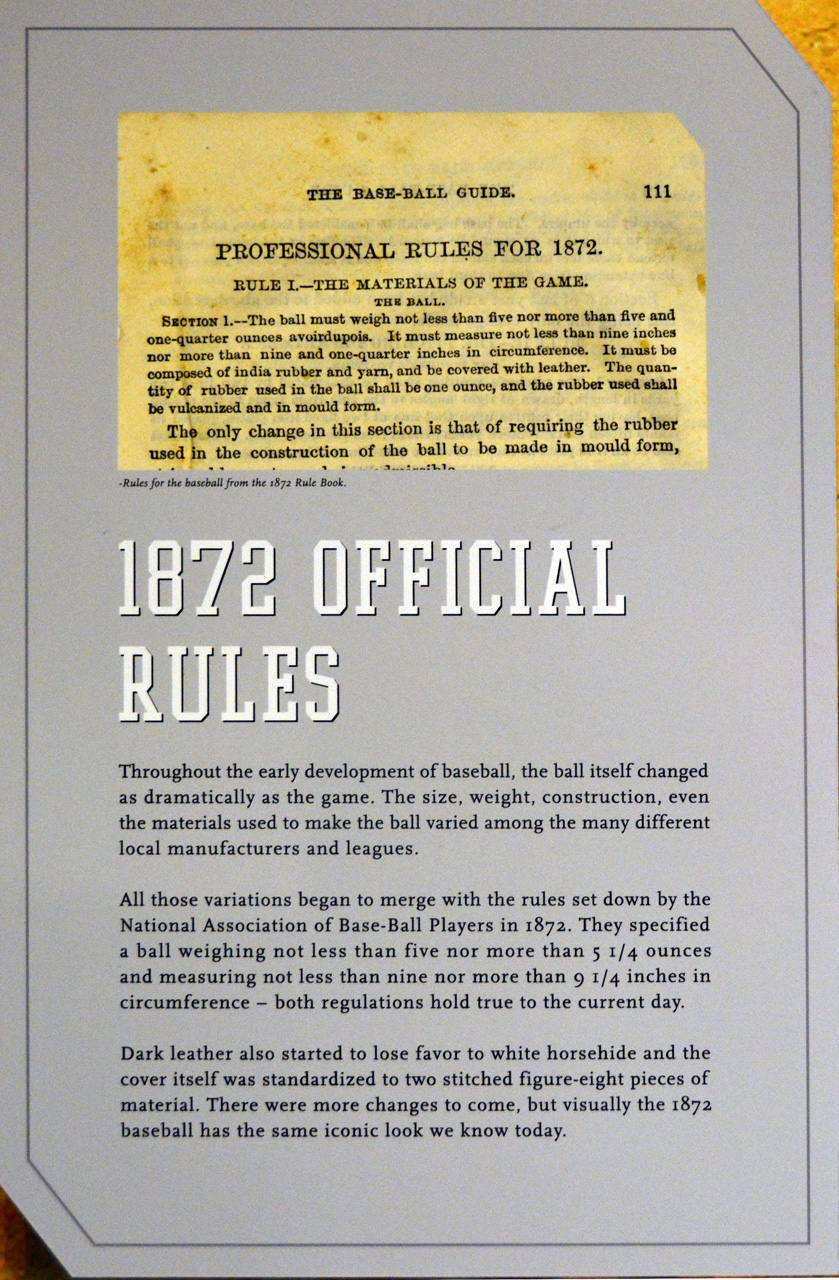 THE BASE-BALL GUIDE. 111
PROFESSIONAL RULES FOR 1872.
RULE I.—THE MATERIALS OF THE GAME.
THE BALL.
SECTION 1.--The ball must weigh not less than five nor more than five and
one-quarter ounces avoirdupois. It must measure not less than nine inches
nor more than nine and one-quarter inches in circumference. It must be
composed of india rubber and yarn, and be covered with leather. The quan-
tity of rubber used in the ball shall be one ounce, and the rubber used shall
be vulcanized and in mould form.
The only change in this section is that of requiring the rubber
used in the construction of the ball to be made in mould form,
-Rules for the baseball from the 1872 Rule Book.
1872 OFFICIAL
RULES
Throughout the early development of baseball, the ball itself changed
as dramatically as the game. The size, weight, construction, even
the materials used to make the ball varied among the many different
local manufacturers and leagues.
All those variations began to merge with the rules set down by the
National Association of Base-Ball Players in 1872. They specified
a ball weighing not less than five nor more than 5 1/4 ounces
and measuring not less than nine nor more than 9 1/4 inches in
circumference – both regulations hold true to the current day.
Dark leather also started to lose favor to white horsehide and the
cover itself was standardized to two stitched figure-eight pieces of
material. There were more changes to come, but visually the 1872
baseball has the same iconic look we know today.